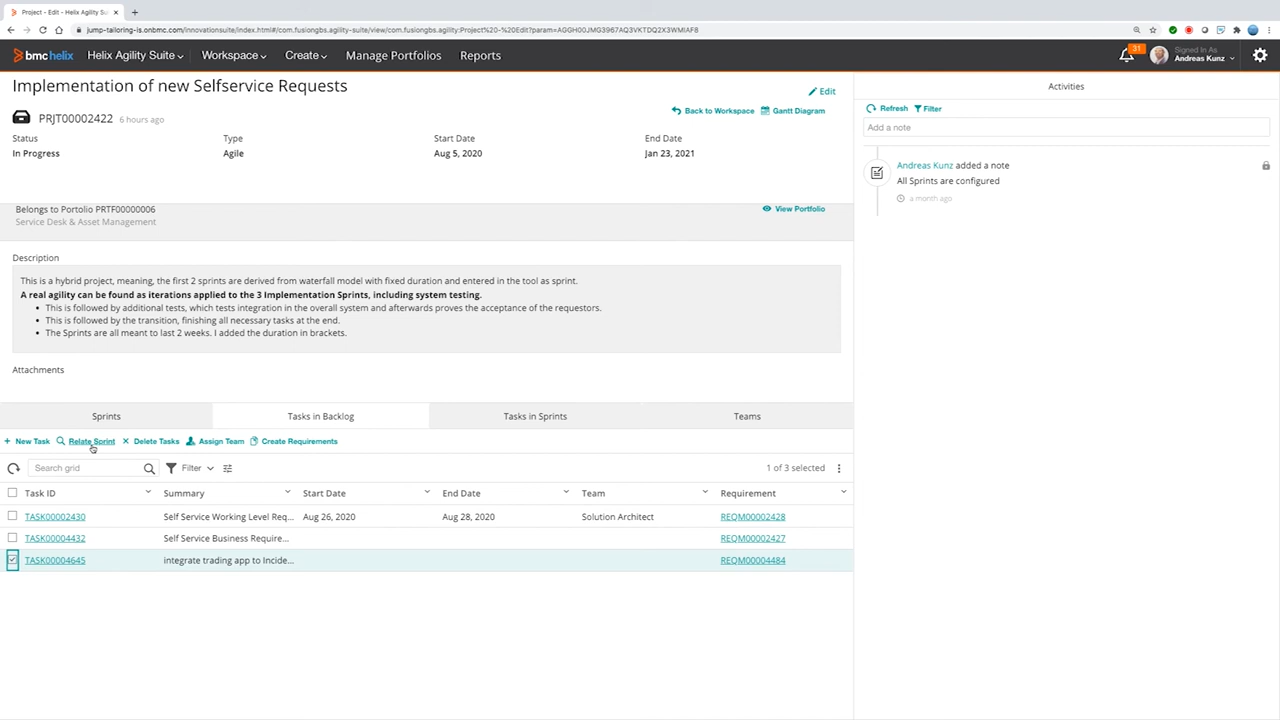 Project - Edit - Helix Agility Sui
jump-tailoring-is.onbmc.com/innovationsuite/index.html#/com.fusiongbs.agility-suite/view/com.fusiongbs.agility:Project%20-%20Edit?param=AGGH00JMG3967AQ3VKTDQ2X3WMIAF8
bmchelix Helix Agility Suite Workspace Create Manage Portfolios Reports 31 Signed In As Andreas Kunz
Implementation of new Selfservice Requests
Edit
PRJT00002422 6 hours ago
Back to Workspace Gantt Diagram
Status Type Start Date End Date
In Progress Agile Aug 5, 2020 Jan 23, 2021
Belongs to Portolio PRTF00000006
View Portfolio
Service Desk & Asset Management
Description
This is a hybrid project, meaning, the first 2 sprints are derived from waterfall model with fixed duration and entered in the tool as sprint.
A real agility can be found as iterations applied to the 3 Implementation Sprints, including system testing.
• This is followed by additional tests, which tests integration in the overall system and afterwards proves the acceptance of the requestors.
• This is followed by the transition, finishing all necessary tasks at the end.
• The Sprints are all meant to last 2 weeks. I added the duration in brackets.
Attachments
Sprints Tasks in Backlog Tasks in Sprints Teams
+ New Task Relate Sprint Delete Tasks Assign Team Create Requirements
Search grid Filter 1 of 3 selected
Task ID Summary Start Date End Date Team Requirement
TASK00002430 Self Service Working Level Req... Aug 26, 2020 Aug 28, 2020 Solution Architect REQM00002428
TASK00004432 Self Service Business Require... REQM00002427
TASK00004645 integrate trading app to Incide... REQM00004484
Activities
Refresh Filter
Add a note
Andreas Kunz added a note
All Sprints are configured
a month ago